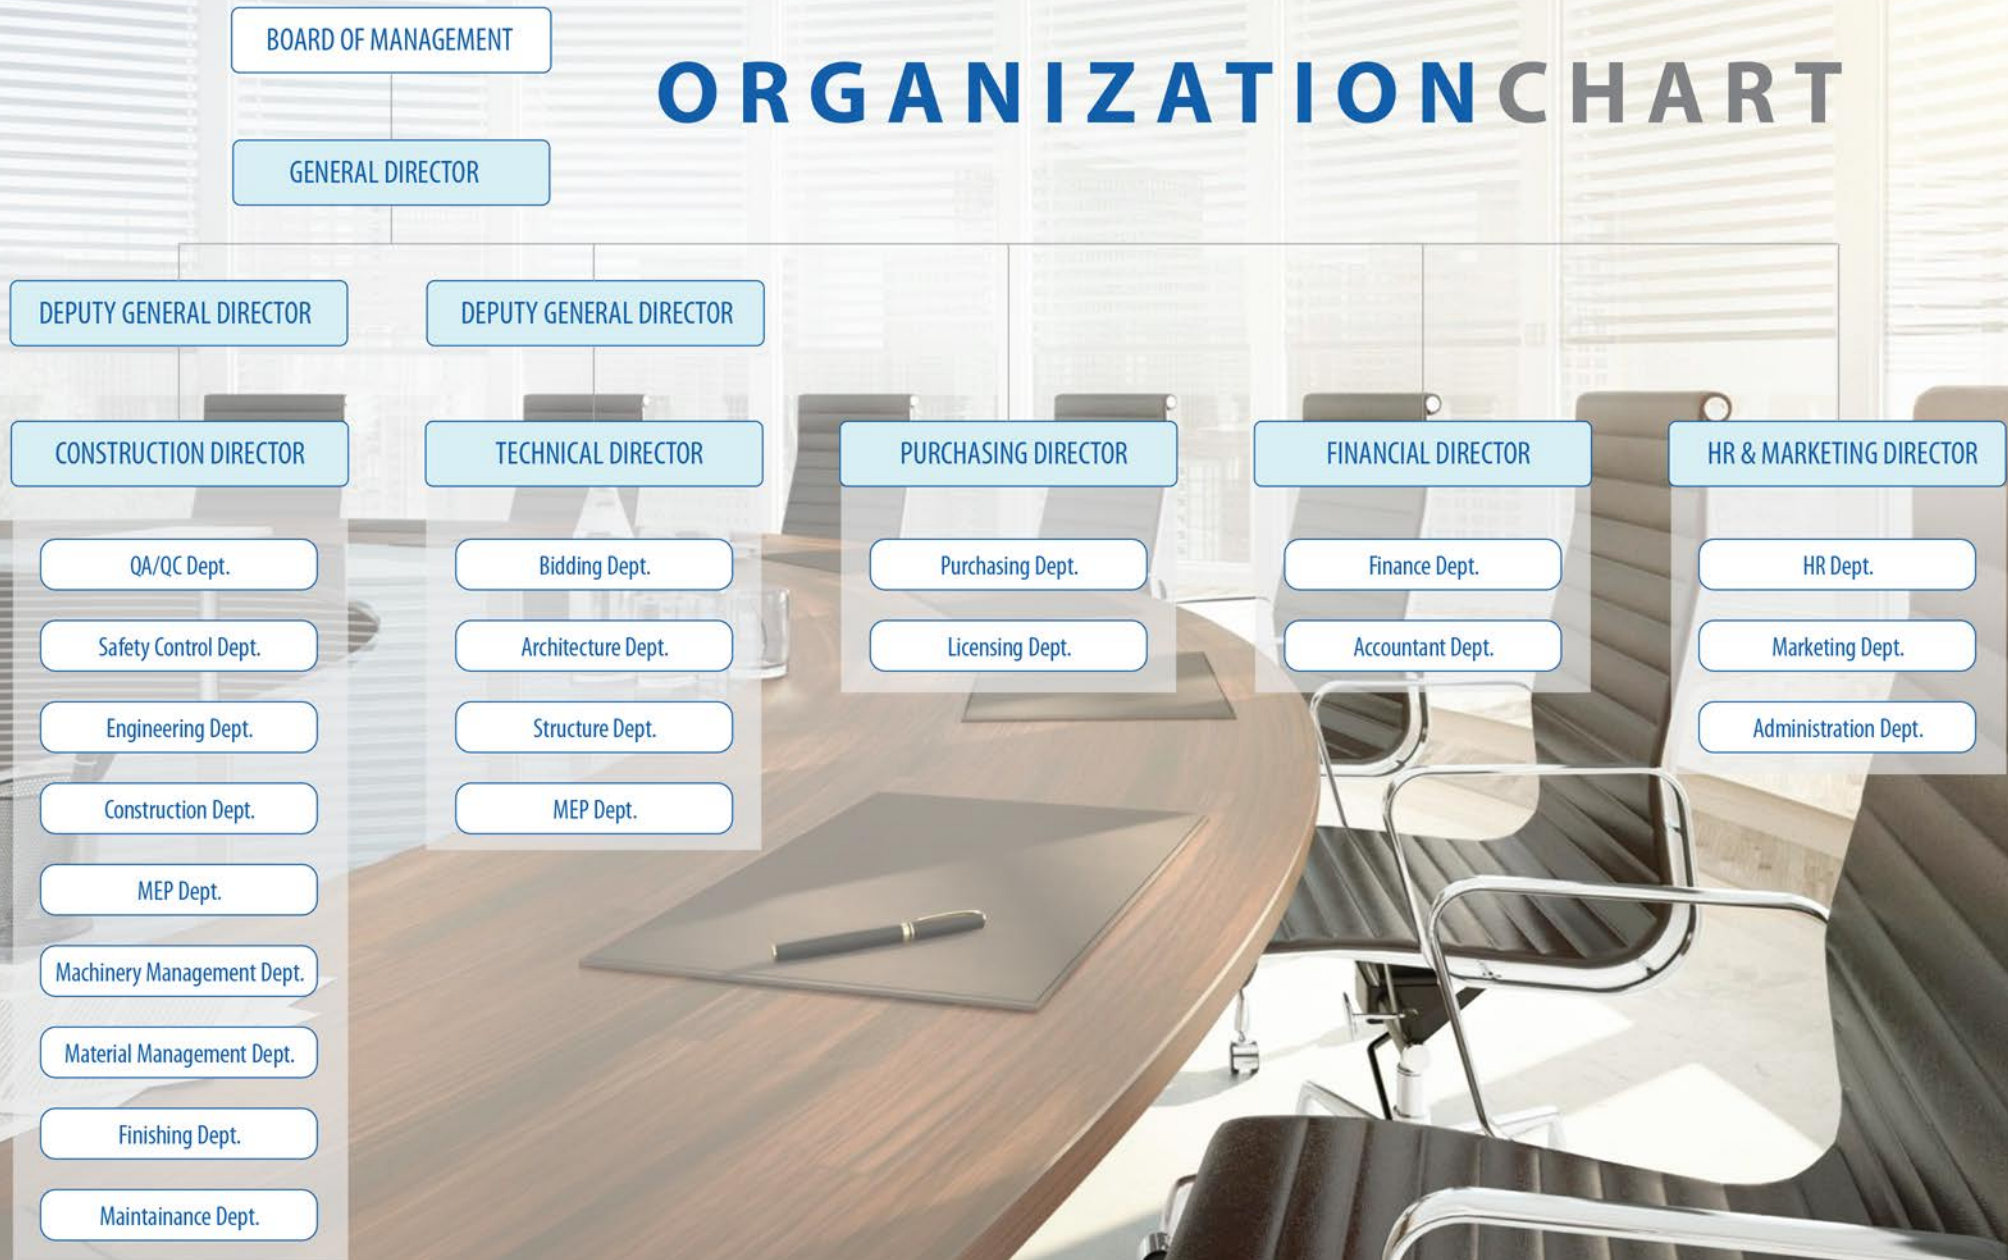 BOARD OF MANAGEMENT
ORGANIZATIONCHART
GENERAL DIRECTOR
DEPUTY GENERAL DIRECTOR
DEPUTY GENERAL DIRECTOR
CONSTRUCTION DIRECTOR
QA/QC Dept.
Safety Control Dept.
Engineering Dept.
Construction Dept.
MEP Dept.
Machinery Management Dept.
Material Management Dept.
Finishing Dept.
Maintainance Dept.
TECHNICAL DIRECTOR
Bidding Dept.
Architecture Dept.
Structure Dept.
MEP Dept.
PURCHASING DIRECTOR
Purchasing Dept.
Licensing Dept.
FINANCIAL DIRECTOR
Finance Dept.
Accountant Dept.
HR & MARKETING DIRECTOR
HR Dept.
Marketing Dept.
Administration Dept.